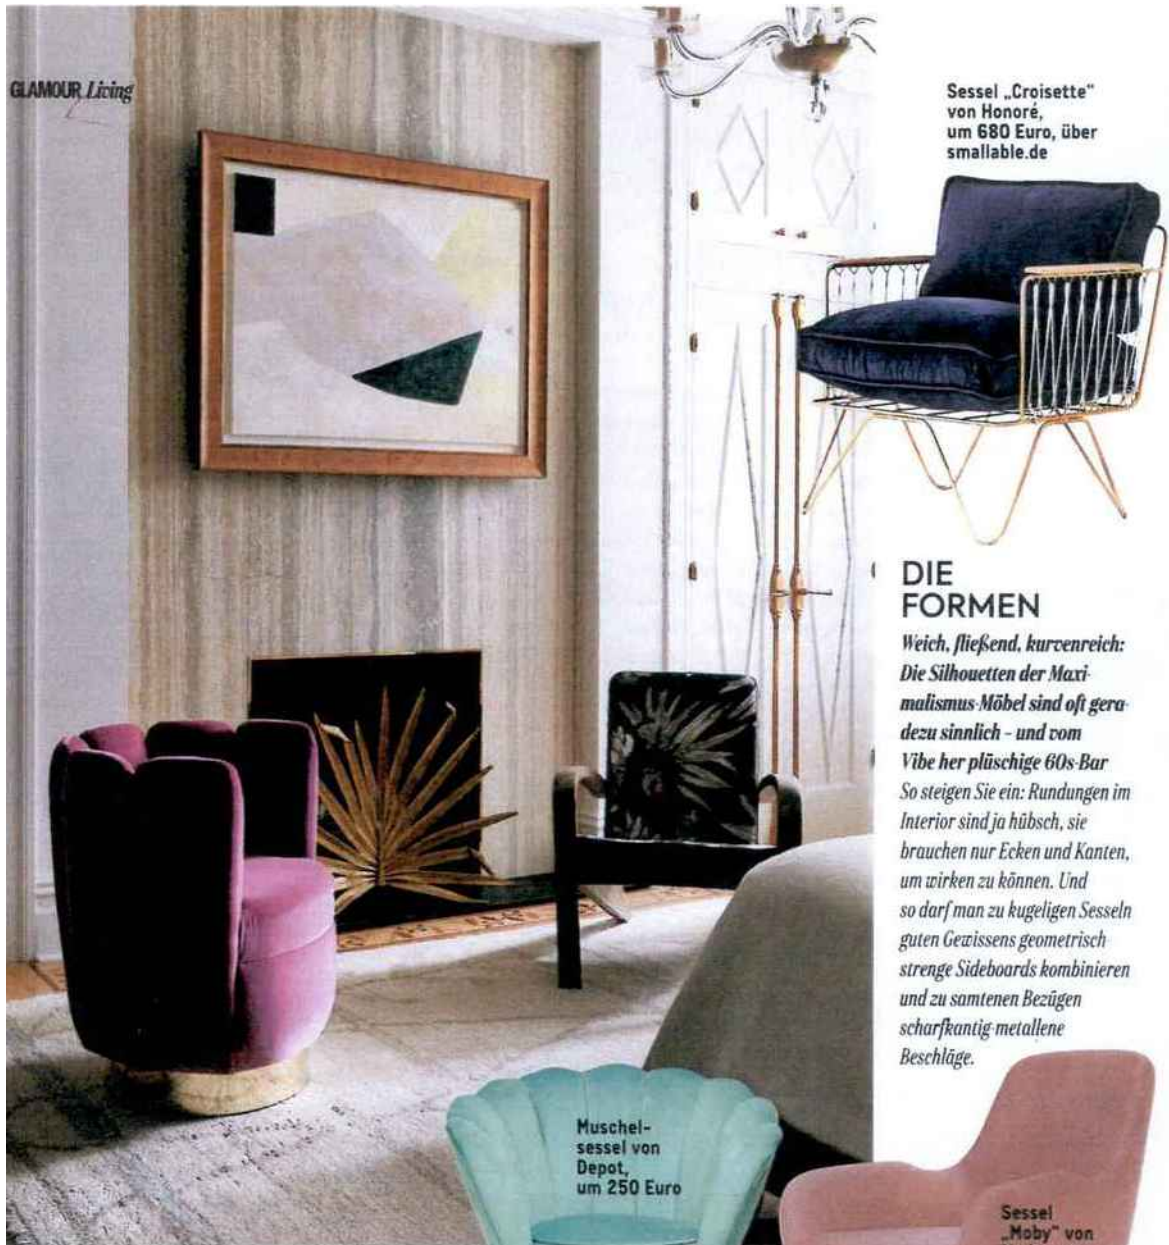 GLAMOUR Living
Sessel „Croisette“
von Honoré,
um 680 Euro, über
smallable.de
DIE
FORMEN
Weich, fließend, kurvenreich:
Die Silhouetten der Maxi-
malismus-Möbel sind oft gera-
dezu sinnlich – und vom
Vibe her plüschige 60s-Bar
So steigen Sie ein: Rundungen im
Interior sind ja hübsch, sie
brauchen nur Ecken und Kanten,
um wirken zu können. Und
so darf man zu kugeligen Sesseln
guten Gewissens geometrisch
strenge Sideboards kombinieren
und zu samtenen Bezügen
scharfkantig-metallene
Beschläge.
Muschel-
sessel von
Depot,
um 250 Euro
Sessel
„Moby“ von